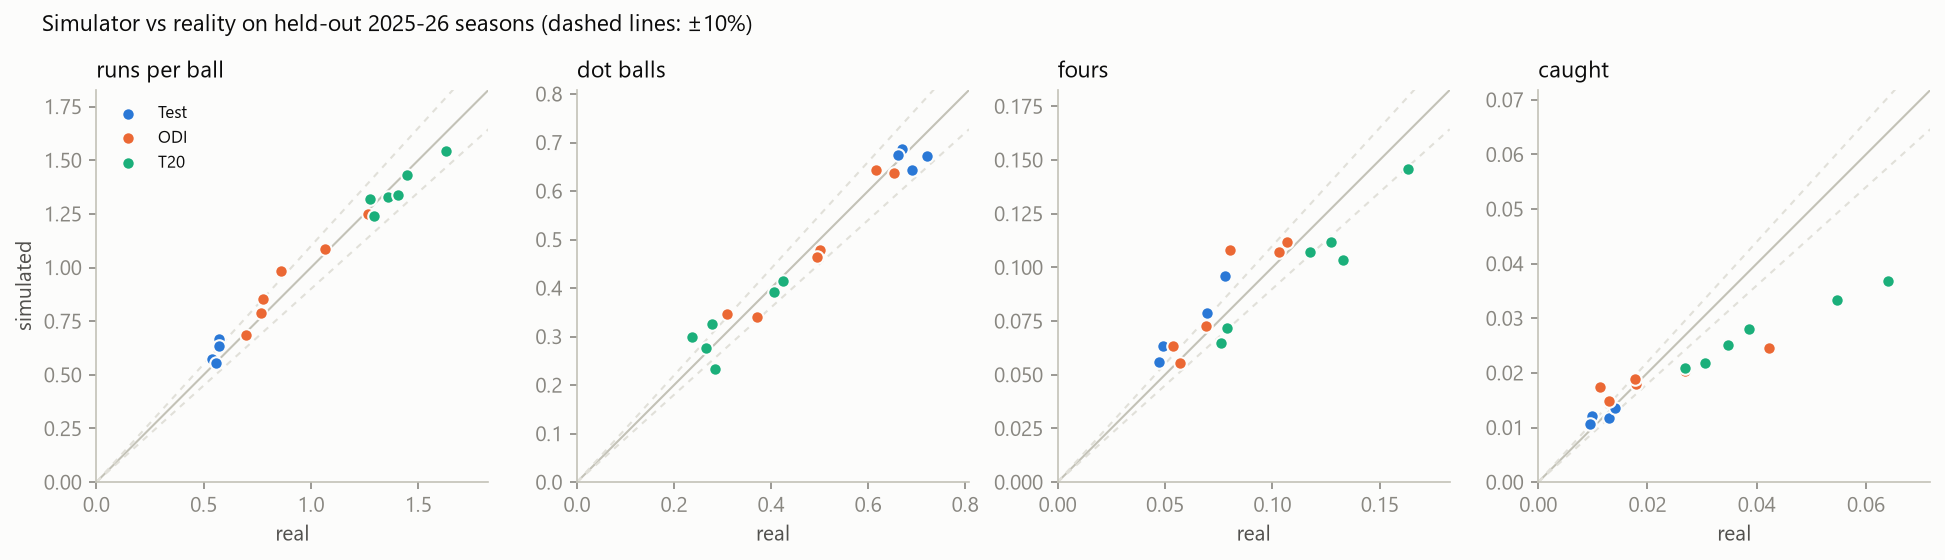 Simulator vs reality on held-out 2025-26 seasons (dashed lines: ±10%)
runs per ball
dot balls
fours
caught
Test
ODI
T20
simulated
1.75
1.50
1.25
1.00
0.75
0.50
0.25
0.00
0.0 0.5 1.0 1.5
real
0.8
0.7
0.6
0.5
0.4
0.3
0.2
0.1
0.0
0.0 0.2 0.4 0.6 0.8
real
0.175
0.150
0.125
0.100
0.075
0.050
0.025
0.000
0.00 0.05 0.10 0.15
real
0.07
0.06
0.05
0.04
0.03
0.02
0.01
0.00
0.00 0.02 0.04 0.06
real